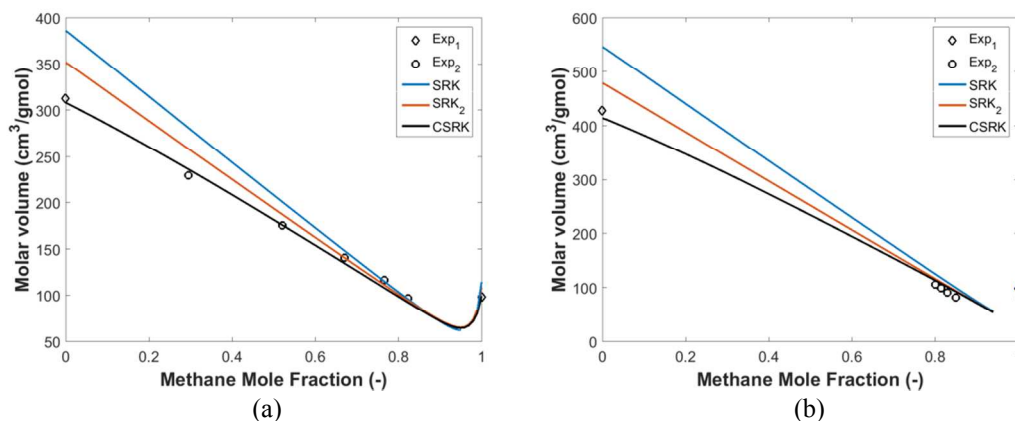 400
350
300
250
200
150
100
50
0
0.2
0.4
0.6
0.8
1
Molar volume (cm³/gmol)
Methane Mole Fraction (-)
Exp₁
Exp₂
SRK
SRK₂
CSRK
(a)
600
500
400
300
200
100
0
0
0.2
0.4
0.6
0.8
Molar volume (cm³/gmol)
Methane Mole Fraction (-)
Exp₁
Exp₂
SRK
SRK₂
CSRK
(b)